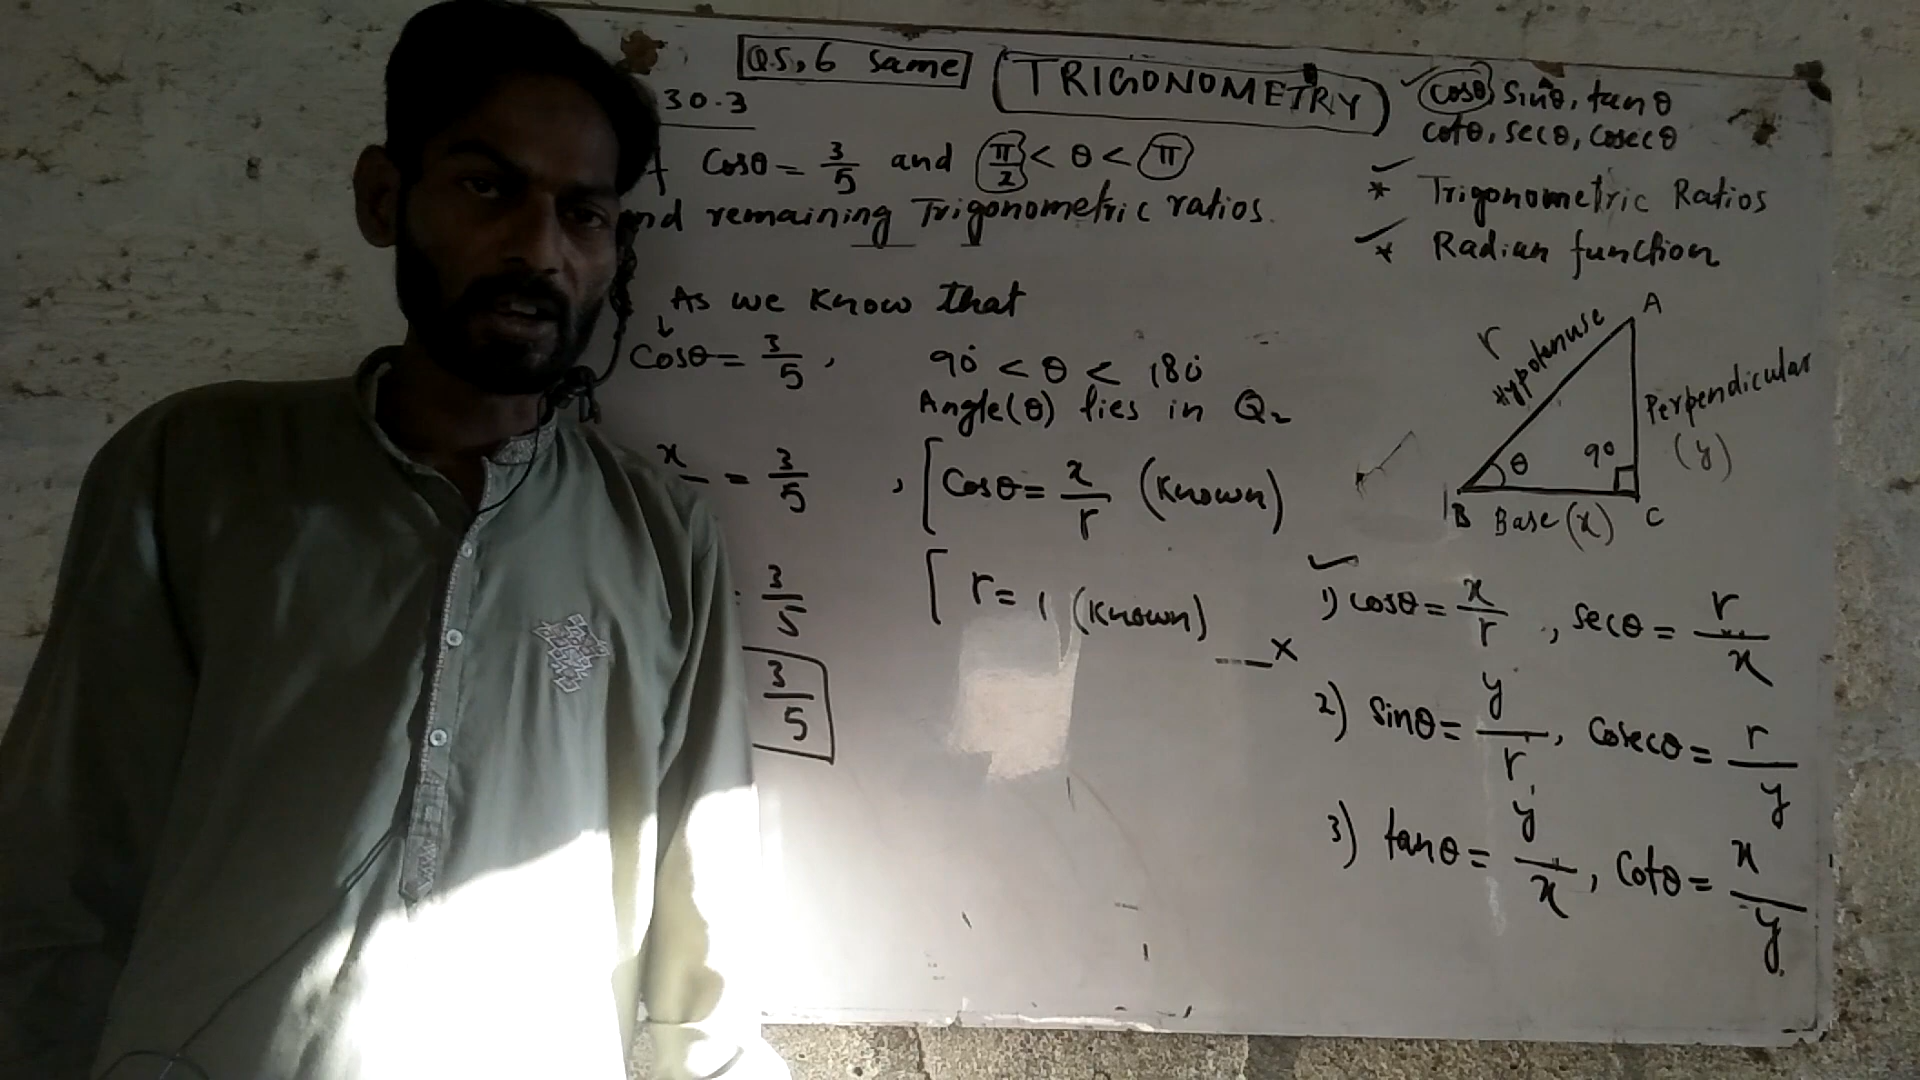 Q.5, 6 Same
TRIGONOMETRY
cosθ, sinθ, tanθ
cotθ, secθ, cosecθ
30.3
Cosθ = 3/5 and π/2 < θ < π
nd remaining Trigonometric ratios.
* Trigonometric Ratios
* Radian function
As we know that
Cosθ = 3/5 , 90° < θ < 180°
Angle(θ) lies in Q2
x = 3/5 , [Cosθ = x/r (Known)
3/5 [r = 1 (Known)
3/5
A
r
Hypotenuse
Perpendicular
(y)
θ
90
B Base(x) C
1) cosθ = x/r , secθ = r/x
2) sinθ = y/r , Cosecθ = r/y
3) tanθ = y/x , Cotθ = x/y